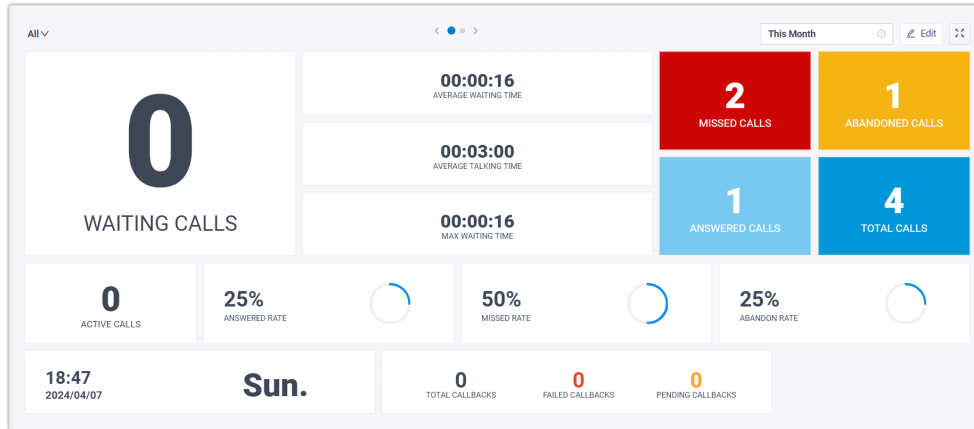 All
This Month
Edit
0
WAITING CALLS
00:00:16
AVERAGE WAITING TIME
00:03:00
AVERAGE TALKING TIME
00:00:16
MAX WAITING TIME
2
MISSED CALLS
1
ABANDONED CALLS
1
ANSWERED CALLS
4
TOTAL CALLS
0
ACTIVE CALLS
25%
ANSWERED RATE
50%
MISSED RATE
25%
ABANDON RATE
18:47
2024/04/07
Sun.
0
TOTAL CALLBACKS
0
FAILED CALLBACKS
0
PENDING CALLBACKS